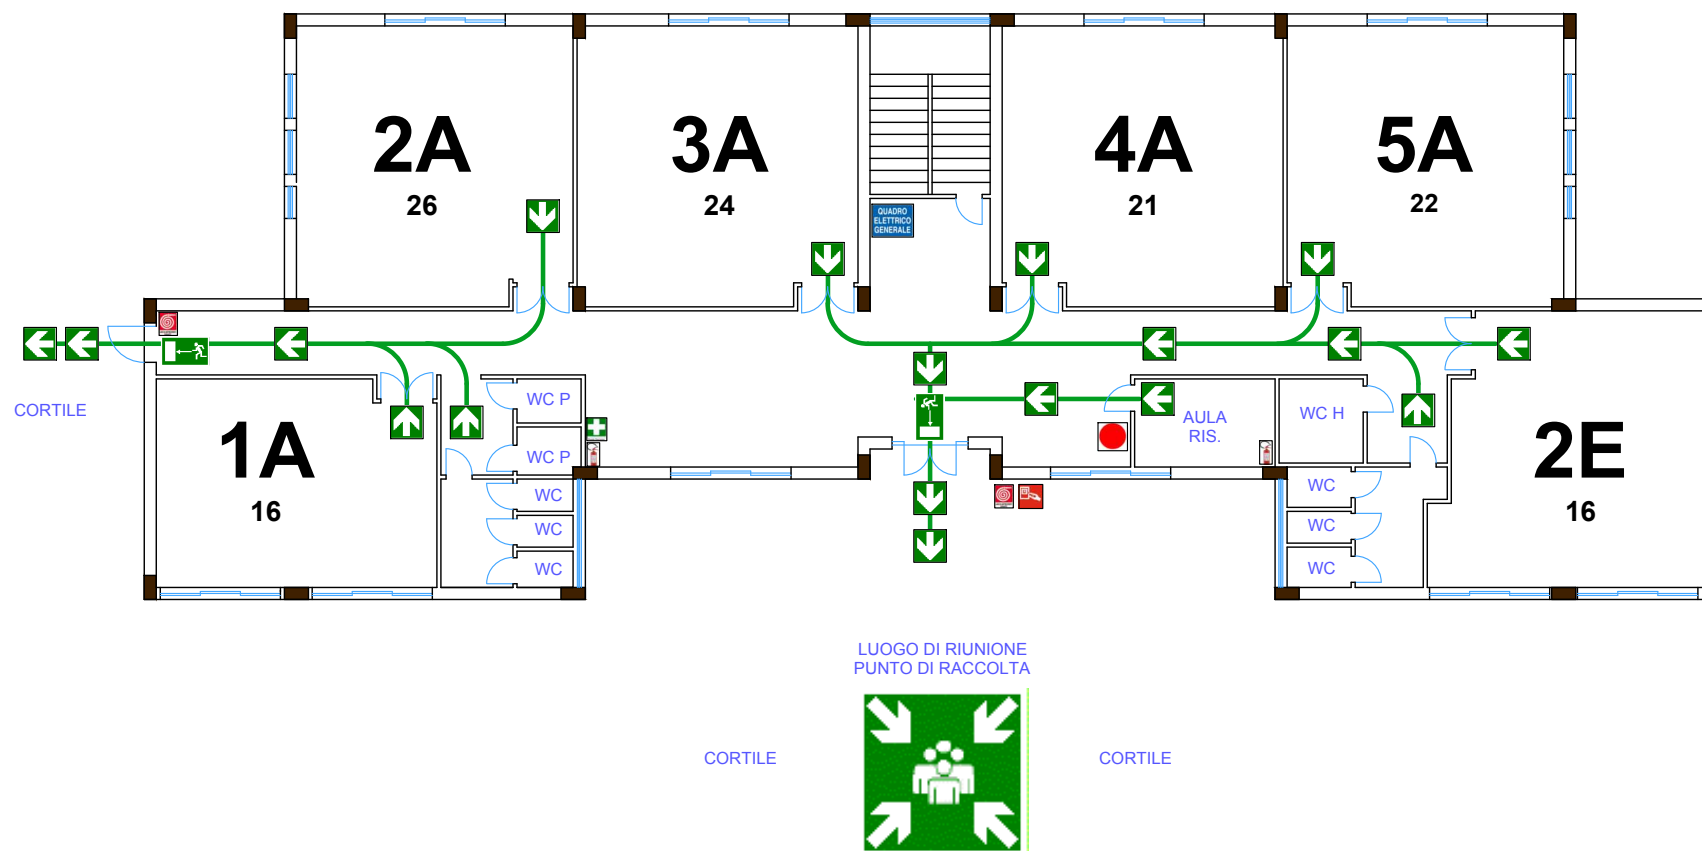 2A
26
3A
24
4A
21
5A
22
QUADRO
ELETTRICO
GENERALE
CORTILE
1A
16
WC P
WC P
WC
WC
WC
AULA
RIS.
WC H
WC
WC
WC
2E
16
LUOGO DI RIUNIONE
PUNTO DI RACCOLTA
CORTILE
CORTILE